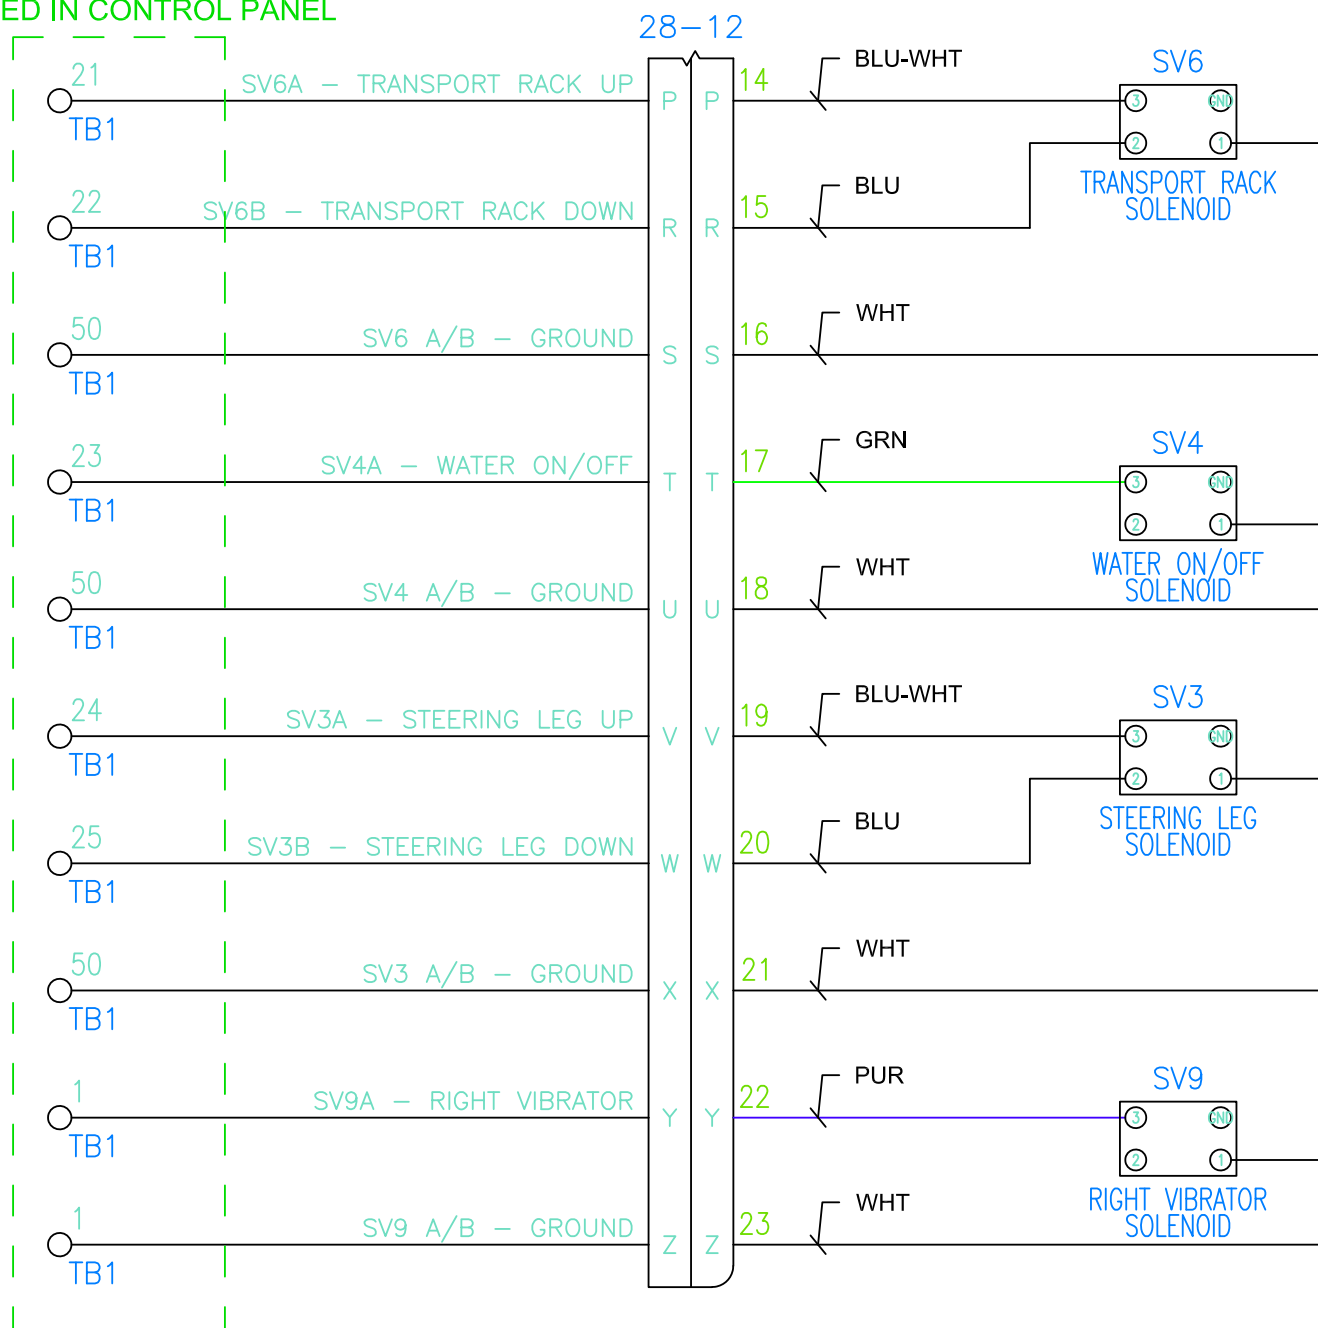 ED IN CONTROL PANEL
28-12
21
SV6A - TRANSPORT RACK UP
P
P
14
BLU-WHT
SV6
3
GND
2
1
TRANSPORT RACK
SOLENOID
TB1
22
SV6B - TRANSPORT RACK DOWN
R
R
15
BLU
TB1
50
SV6 A/B - GROUND
S
S
16
WHT
TB1
23
SV4A - WATER ON/OFF
T
T
17
GRN
SV4
3
GND
2
1
WATER ON/OFF
SOLENOID
TB1
50
SV4 A/B - GROUND
U
U
18
WHT
TB1
24
SV3A - STEERING LEG UP
V
V
19
BLU-WHT
SV3
3
GND
2
1
STEERING LEG
SOLENOID
TB1
25
SV3B - STEERING LEG DOWN
W
W
20
BLU
TB1
50
SV3 A/B - GROUND
X
X
21
WHT
TB1
1
SV9A - RIGHT VIBRATOR
Y
Y
22
PUR
SV9
3
GND
2
1
RIGHT VIBRATOR
SOLENOID
TB1
1
SV9 A/B - GROUND
Z
Z
23
WHT
TB1